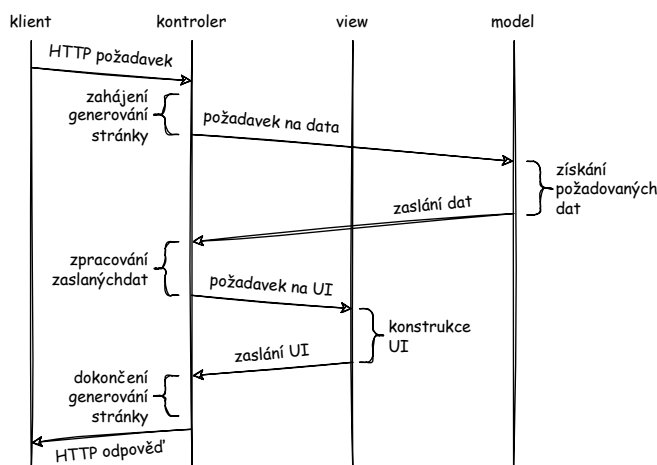 klient
kontroler
view
model
HTTP požadavek
zahájení
generování
stránky
požadavek na data
získání
požadovaných
dat
zaslání dat
zpracování
zaslanýchdat
požadavek na UI
konstrukce
UI
zaslání UI
dokončení
generování
stránky
HTTP odpověď